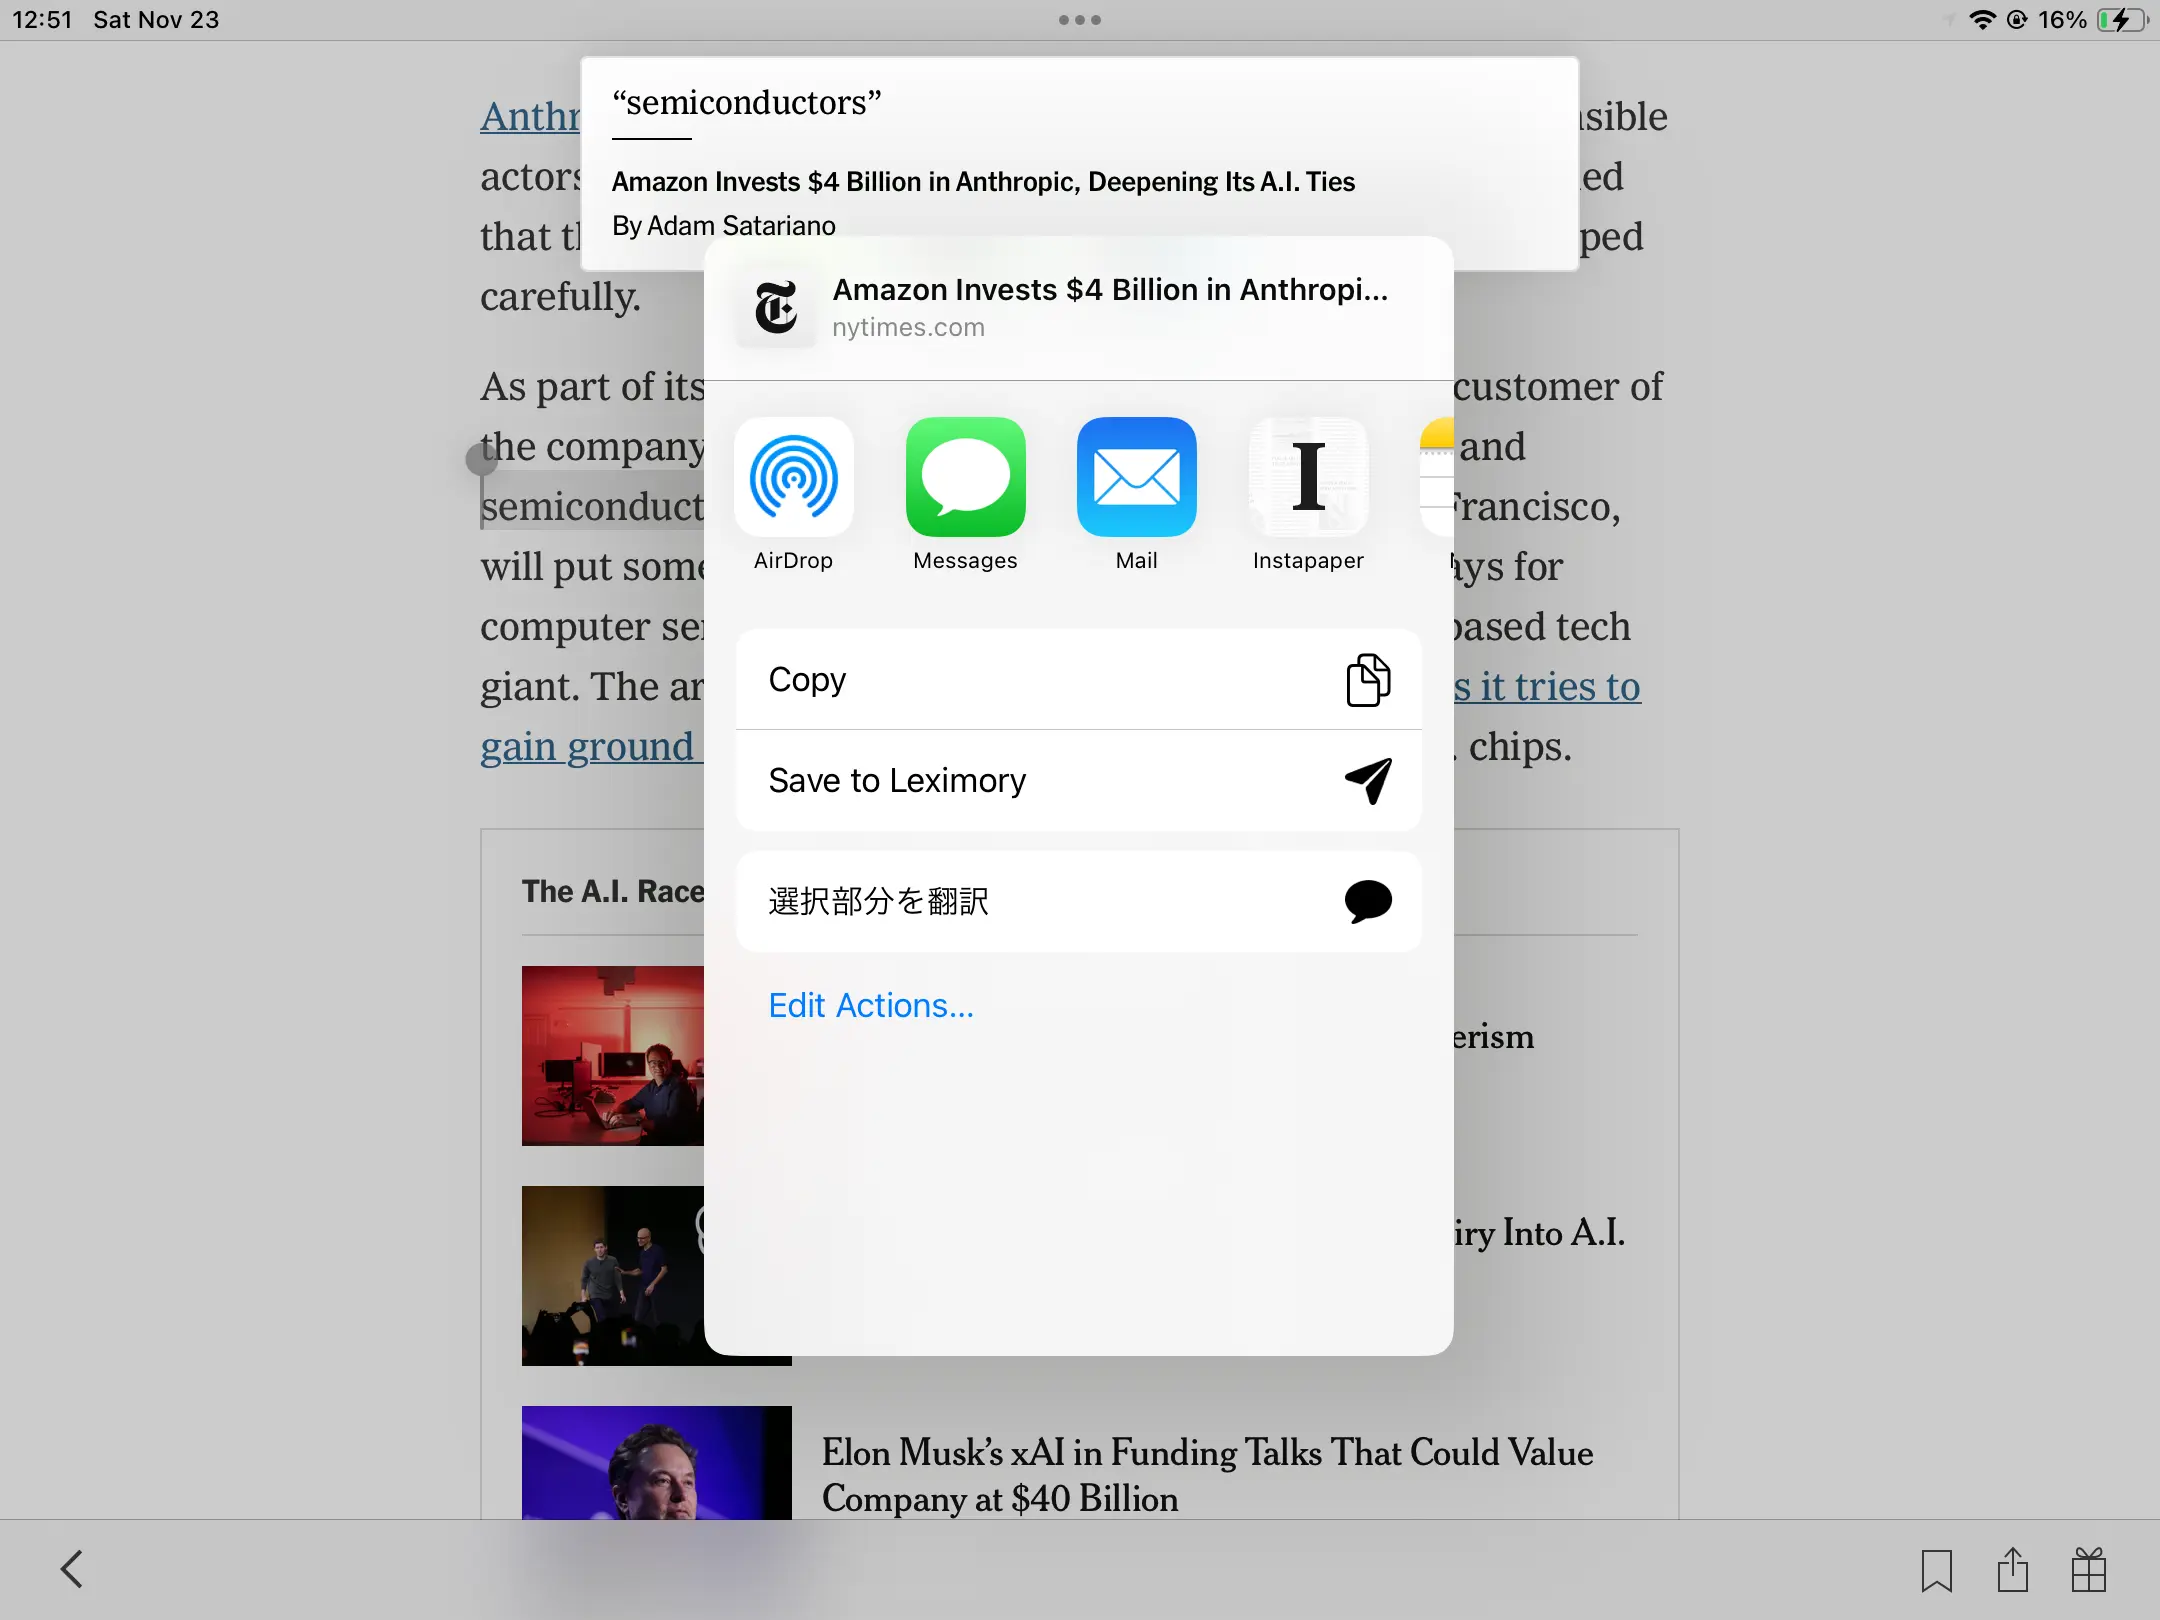 12:51 Sat Nov 23
16%
“semiconductors”
Amazon Invests $4 Billion in Anthropic, Deepening Its A.I. Ties
By Adam Satariano
Amazon Invests $4 Billion in Anthropi...
nytimes.com
AirDrop Messages Mail Instapaper
Copy
Save to Leximory
選択部分を翻訳
Edit Actions...
Anthr nsible
actors ed
that th ped
carefully.
As part of its customer of
the company and
semiconduct Francisco,
will put some ays for
computer ser based tech
giant. The ar s it tries to
gain ground . chips.
The A.I. Race
erism
iry Into A.I.
Elon Musk’s xAI in Funding Talks That Could Value
Company at $40 Billion